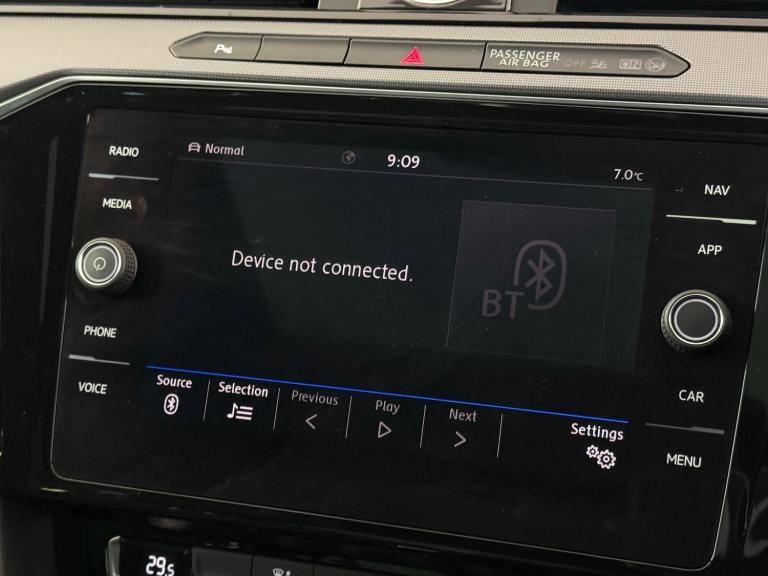 PASSENGER
AIR BAG OFF ON
RADIO
Normal
9:09
7.0°C
NAV
MEDIA
APP
Device not connected.
BT
PHONE
VOICE
CAR
MENU
Source
Selection
Previous
Play
Next
Settings
29.5